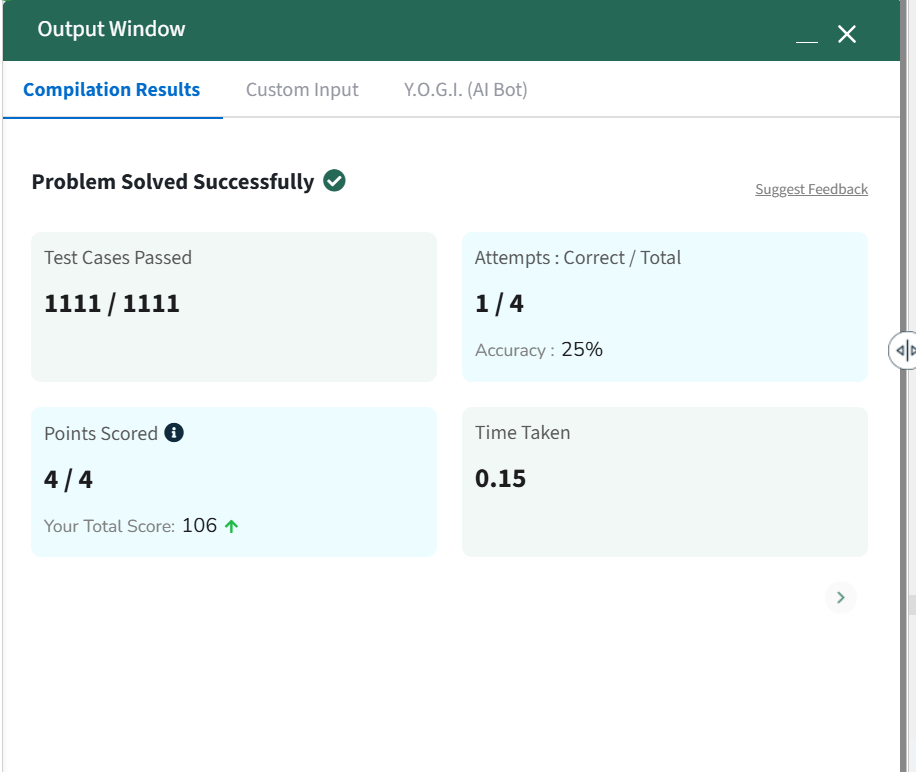 Output Window
Compilation Results
Custom Input
Y.O.G.I. (AI Bot)
Problem Solved Successfully
Suggest Feedback
Test Cases Passed
1111 / 1111
Attempts : Correct / Total
1 / 4
Accuracy : 25%
Points Scored
4 / 4
Your Total Score: 106
Time Taken
0.15